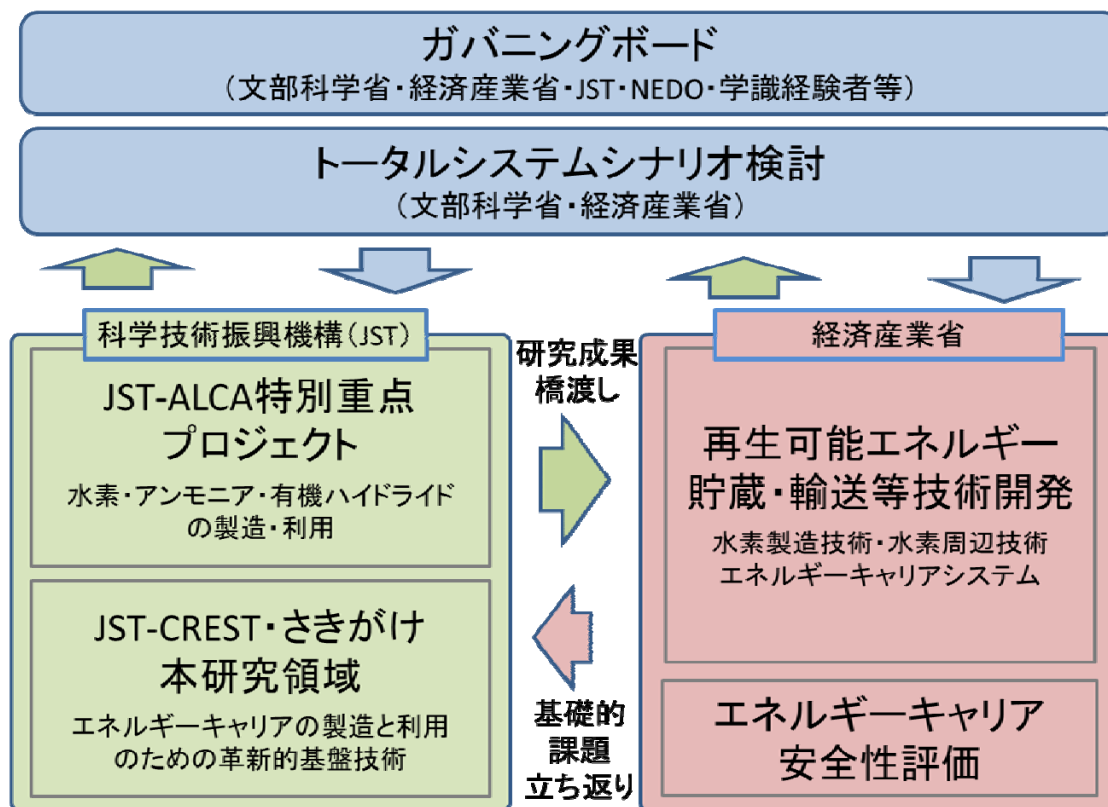 ガバニングボード
(文部科学省・経済産業省・JST・NEDO・学識経験者等)
トータルシステムシナリオ検討
(文部科学省・経済産業省)
科学技術振興機構(JST)
JST-ALCA特別重点
プロジェクト
水素・アンモニア・有機ハイドライド
の製造・利用
JST-CREST・さきがけ
本研究領域
エネルギーキャリアの製造と利用
のための革新的基盤技術
研究成果
橋渡し
基礎的
課題
立ち返り
経済産業省
再生可能エネルギー
貯蔵・輸送等技術開発
水素製造技術・水素周辺技術
エネルギーキャリアシステム
エネルギーキャリア
安全性評価